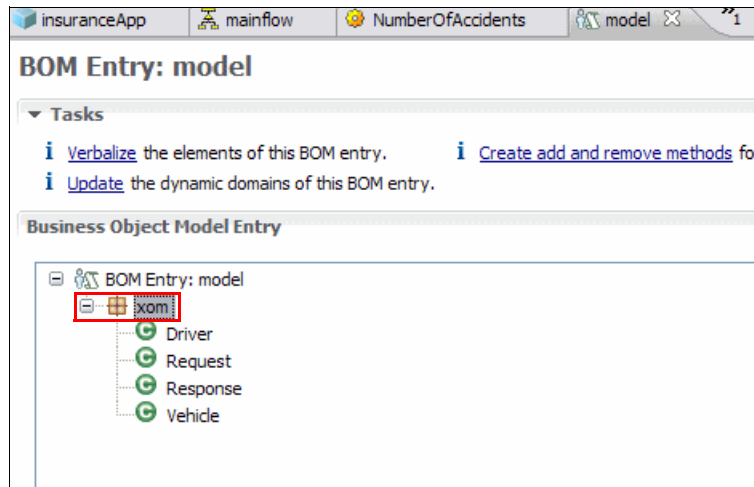 insuranceApp mainflow NumberOfAccidents model "1
BOM Entry: model
Tasks
Verbalize the elements of this BOM entry. Create add and remove methods fo
Update the dynamic domains of this BOM entry.
Business Object Model Entry
BOM Entry: model
xom
Driver
Request
Response
Vehicle